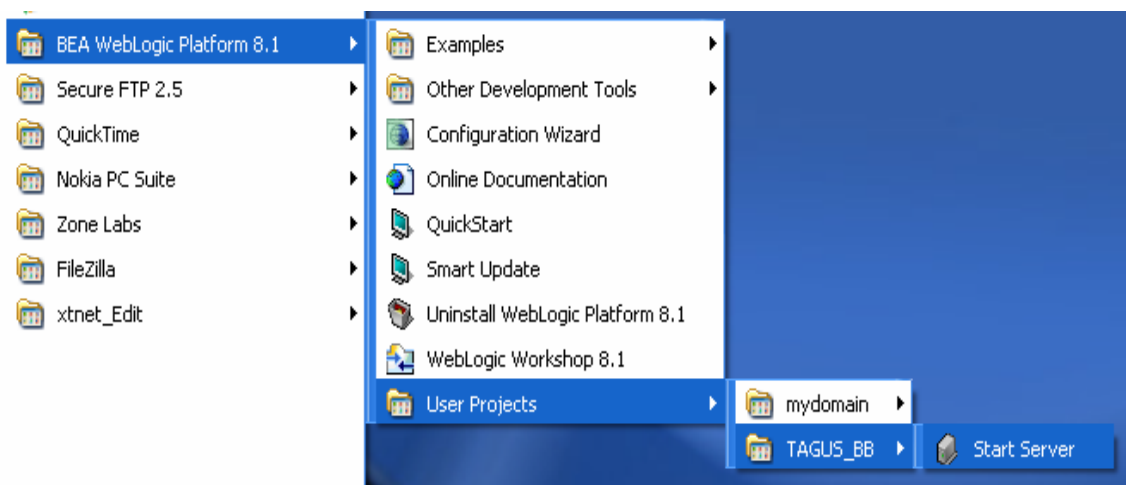 BEA WebLogic Platform 8.1
Secure FTP 2.5
QuickTime
Nokia PC Suite
Zone Labs
FileZilla
xtnet_Edit
Examples
Other Development Tools
Configuration Wizard
Online Documentation
QuickStart
Smart Update
Uninstall WebLogic Platform 8.1
WebLogic Workshop 8.1
User Projects
mydomain
TAGUS_BB
Start Server